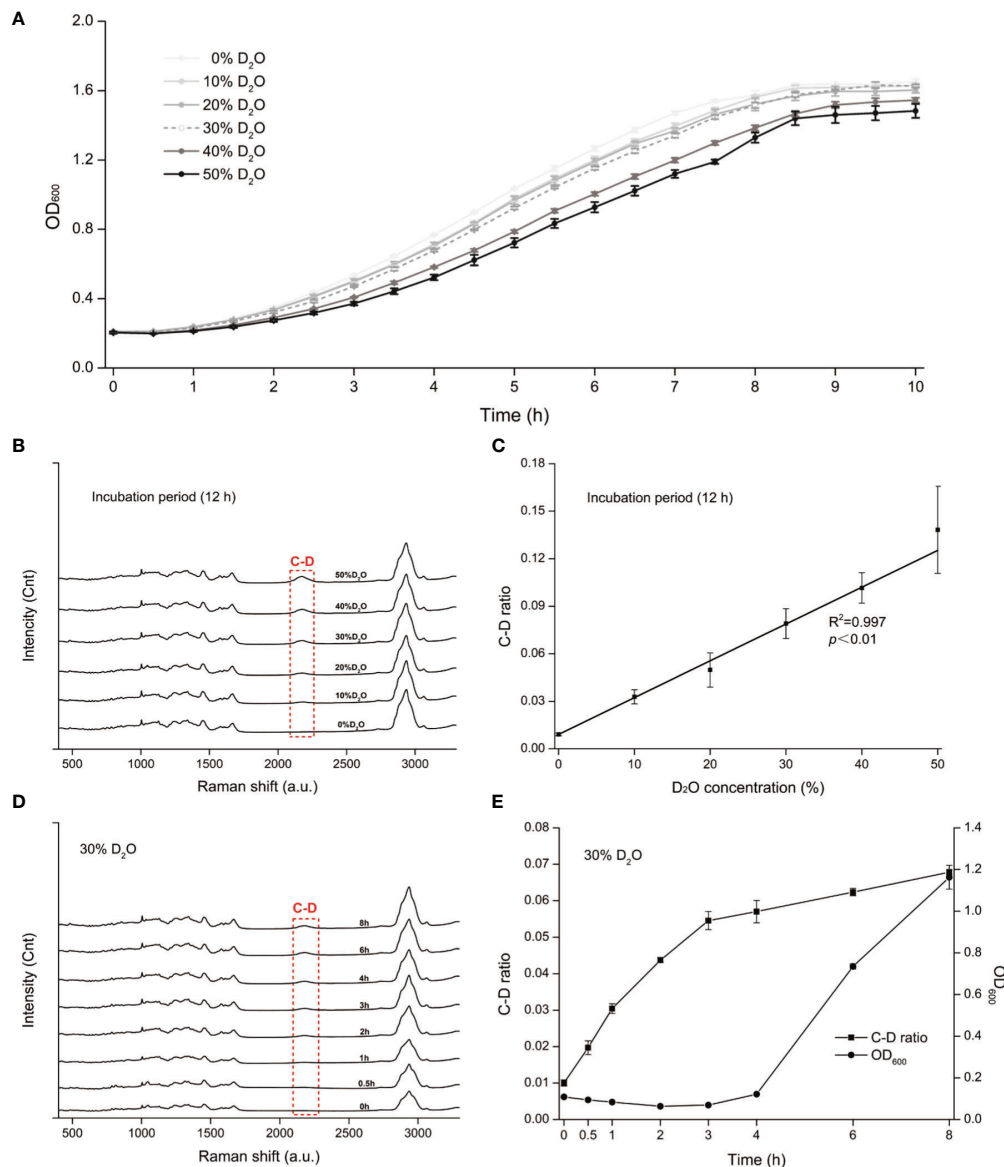 A
2.0
1.6
1.2
0.8
0.4
0.0
OD600
0% D2O
10% D2O
20% D2O
30% D2O
40% D2O
50% D2O
0 1 2 3 4 5 6 7 8 9 10
Time (h)
B
Incubation period (12 h)
C-D
50%D2O
40%D2O
30%D2O
20%D2O
10%D2O
0%D2O
Intencity (Cnt)
500 1000 1500 2000 2500 3000
Raman shift (a.u.)
C
0.18
0.15
0.12
0.09
0.06
0.03
0.00
C-D ratio
Incubation period (12 h)
R2=0.997
p<0.01
0 10 20 30 40 50
D2O concentration (%)
D
30% D2O
C-D
8h
6h
4h
3h
2h
1h
0.5h
0h
Intensity (Cnt)
500 1000 1500 2000 2500 3000
Raman shift (a.u.)
E
0.08
0.07
0.06
0.05
0.04
0.03
0.02
0.01
0.00
C-D ratio
30% D2O
C-D ratio
OD600
1.4
1.2
1.0
0.8
0.6
0.4
0.2
0.0
OD600
0 0.5 1 2 3 4 6 8
Time (h)